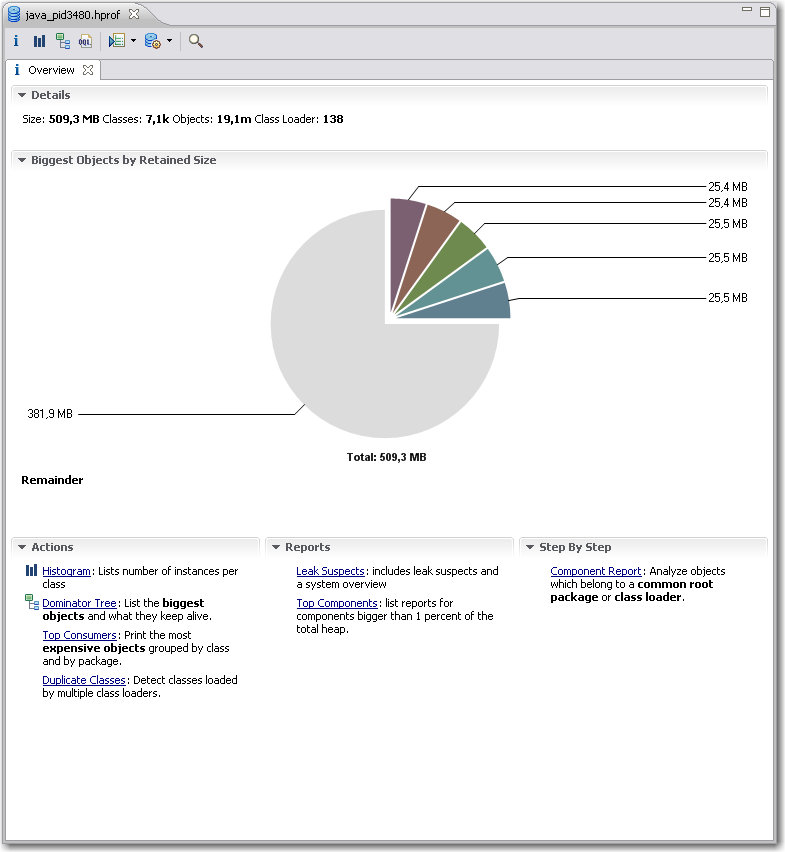 java_pid3480.hprof
i OQL
i Overview
Details
Size: 509,3 MB Classes: 7,1k Objects: 19,1m Class Loader: 138
Biggest Objects by Retained Size
25,4 MB
25,4 MB
25,5 MB
25,5 MB
25,5 MB
381,9 MB
Total: 509,3 MB
Remainder
Actions
Histogram: Lists number of instances per
class
Dominator Tree: List the biggest
objects and what they keep alive.
Top Consumers: Print the most
expensive objects grouped by class
and by package.
Duplicate Classes: Detect classes loaded
by multiple class loaders.
Reports
Leak Suspects: includes leak suspects and
a system overview
Top Components: list reports for
components bigger than 1 percent of the
total heap.
Step By Step
Component Report: Analyze objects
which belong to a common root
package or class loader.